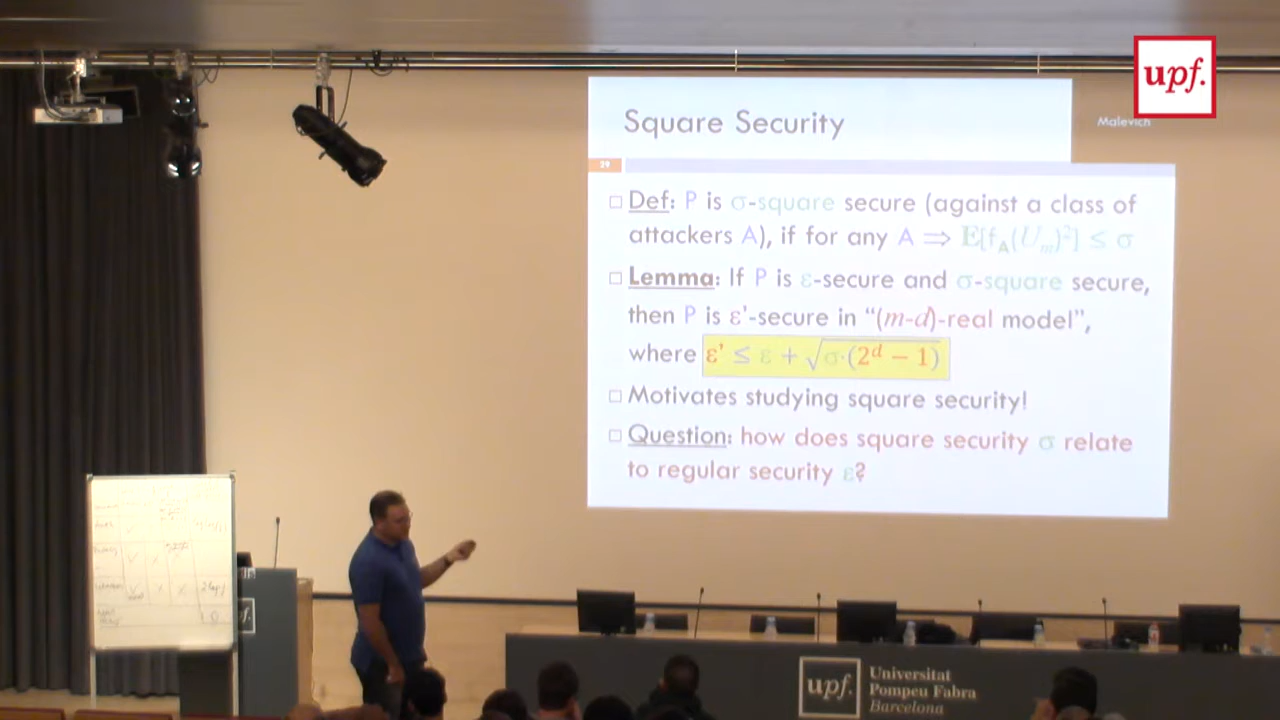 upf.
Square Security
Malevich
29
Def: P is σ-square secure (against a class of
attackers A), if for any A ⇒ 𝔼[f_A(U_m)²] ≤ σ
Lemma: If P is ε-secure and σ-square secure,
then P is ε'-secure in “(m-d)-real model”,
where ε' ≤ ε + √σ·(2^d − 1)
Motivates studying square security!
Question: how does square security σ relate
to regular security ε?
upf.
upf.
Universitat
Pompeu Fabra
Barcelona